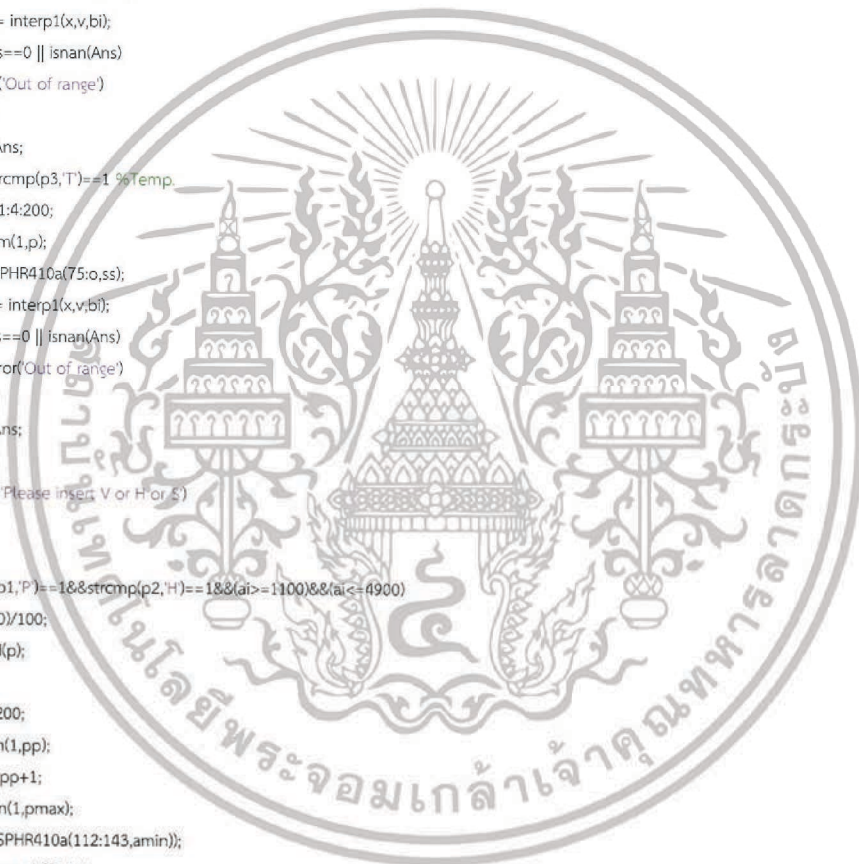 = interp1(x,v,bi);
s==0 || isnan(Ans)
('Out of range')
Ans;
rcmp(p3,'T')==1 %Temp.
1:4:200;
m(1,p);
SPHR410a(75:o,ss);
= interp1(x,v,bi);
s==0 || isnan(Ans)
ror('Out of range')
Ans;
'Please insert V or H or S')
p1,'P')==1&&strcmp(p2,'H')==1&&(ai>=1100)&&(ai<=4900)
0)/100;
l(p);
200;
n(1,pp);
pp+1;
n(1,pmax);
SPHR410a(112:143,amin));
สถาบันเทคโนโลยีพระจอมเกล้าเจ้าคุณทหารลาดกระบัง